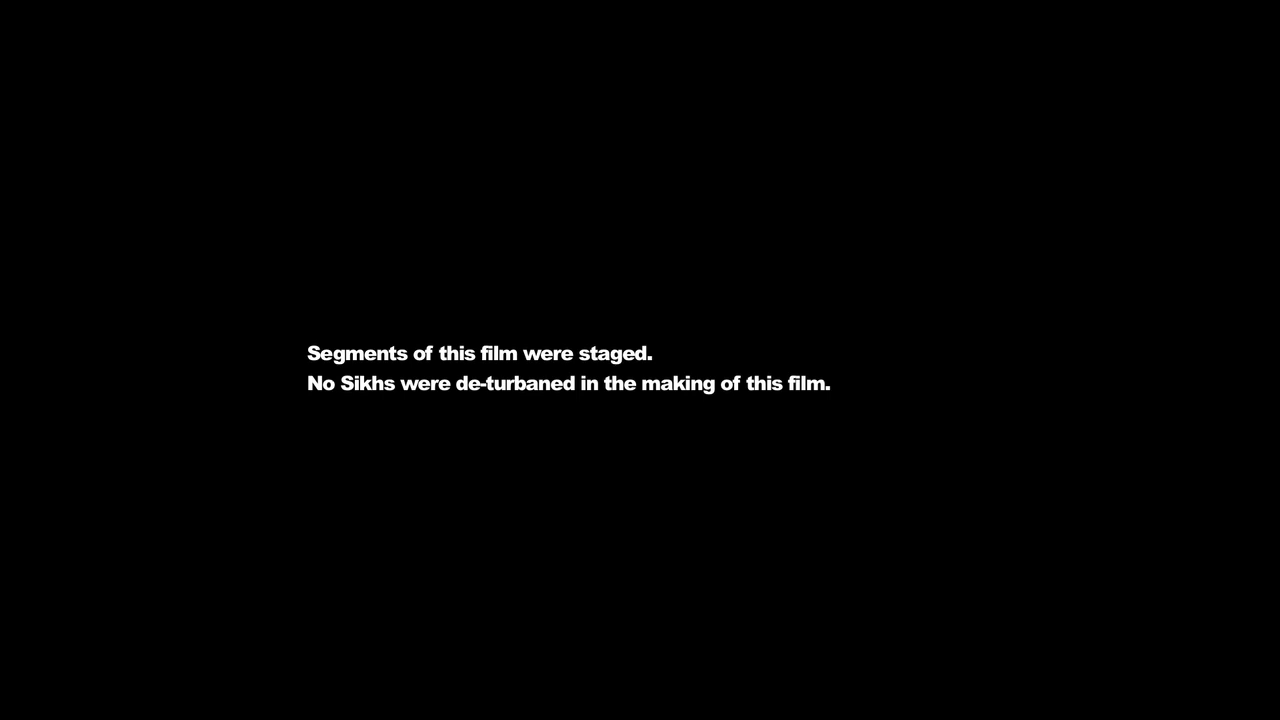 Segments of this film were staged.
No Sikhs were de-turbaned in the making of this film.